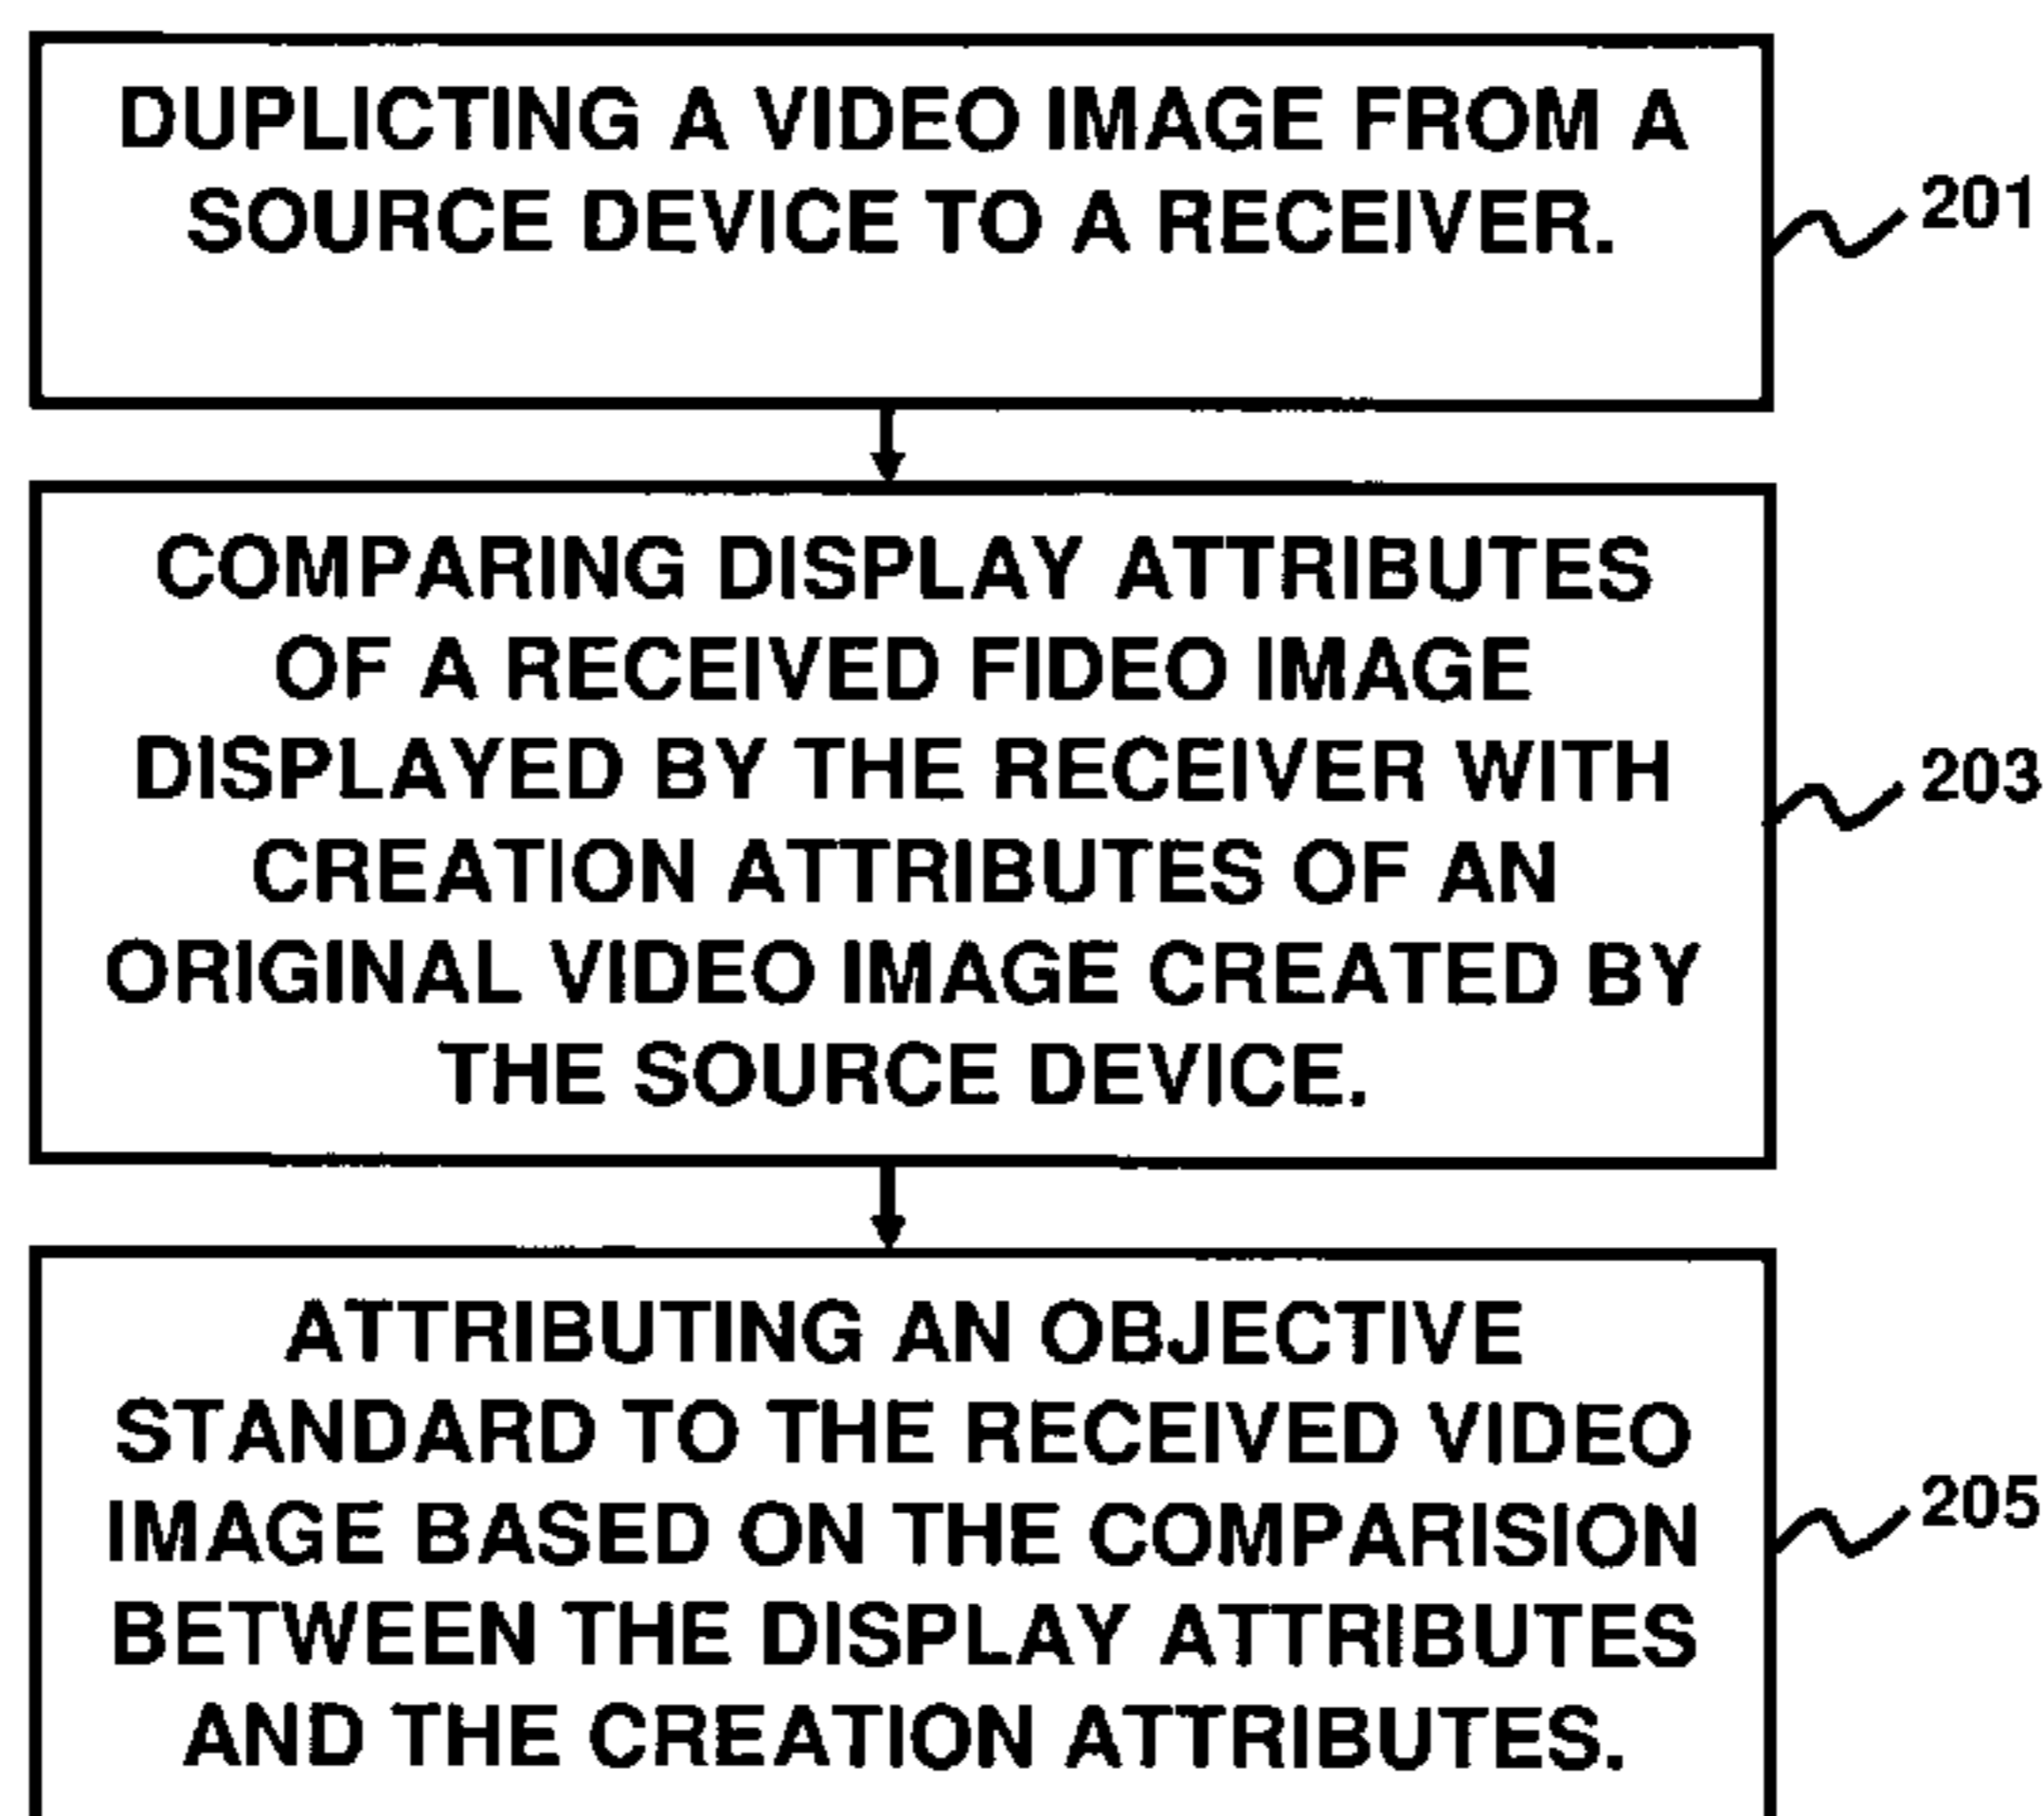 DUPLICTING A VIDEO IMAGE FROM A
SOURCE DEVICE TO A RECEIVER.
201
COMPARING DISPLAY ATTRIBUTES
OF A RECEIVED FIDEO IMAGE
DISPLAYED BY THE RECEIVER WITH
CREATION ATTRIBUTES OF AN
ORIGINAL VIDEO IMAGE CREATED BY
THE SOURCE DEVICE.
203
ATTRIBUTING AN OBJECTIVE
STANDARD TO THE RECEIVED VIDEO
IMAGE BASED ON THE COMPARISION
BETWEEN THE DISPLAY ATTRIBUTES
AND THE CREATION ATTRIBUTES.
205